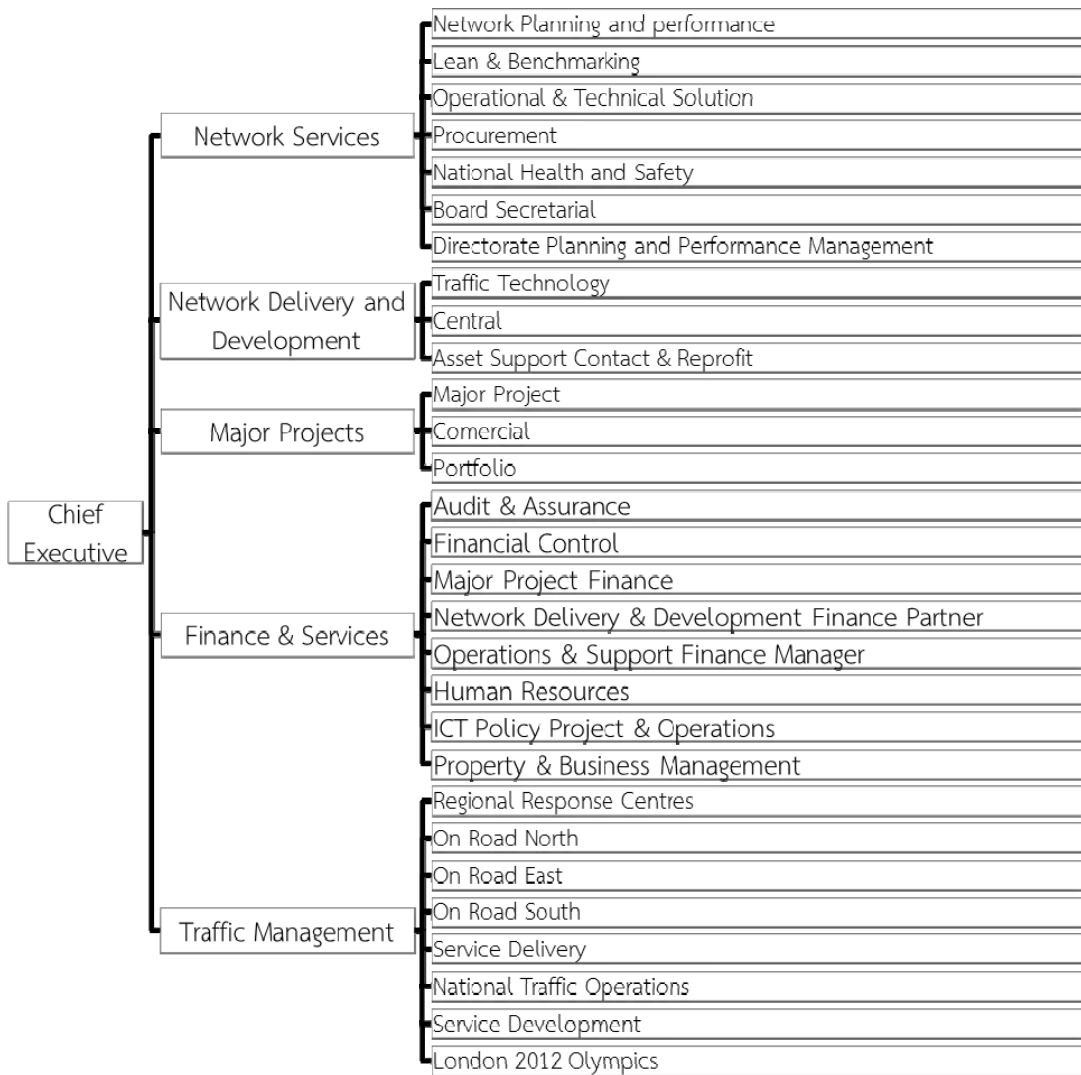 Chief
Executive
Network Services
Network Planning and performance
Lean & Benchmarking
Operational & Technical Solution
Procurement
National Health and Safety
Board Secretarial
Directorate Planning and Performance Management
Network Delivery and
Development
Traffic Technology
Central
Asset Support Contact & Reprofit
Major Projects
Major Project
Comercial
Portfolio
Finance & Services
Audit & Assurance
Financial Control
Major Project Finance
Network Delivery & Development Finance Partner
Operations & Support Finance Manager
Human Resources
ICT Policy Project & Operations
Property & Business Management
Traffic Management
Regional Response Centres
On Road North
On Road East
On Road South
Service Delivery
National Traffic Operations
Service Development
London 2012 Olympics